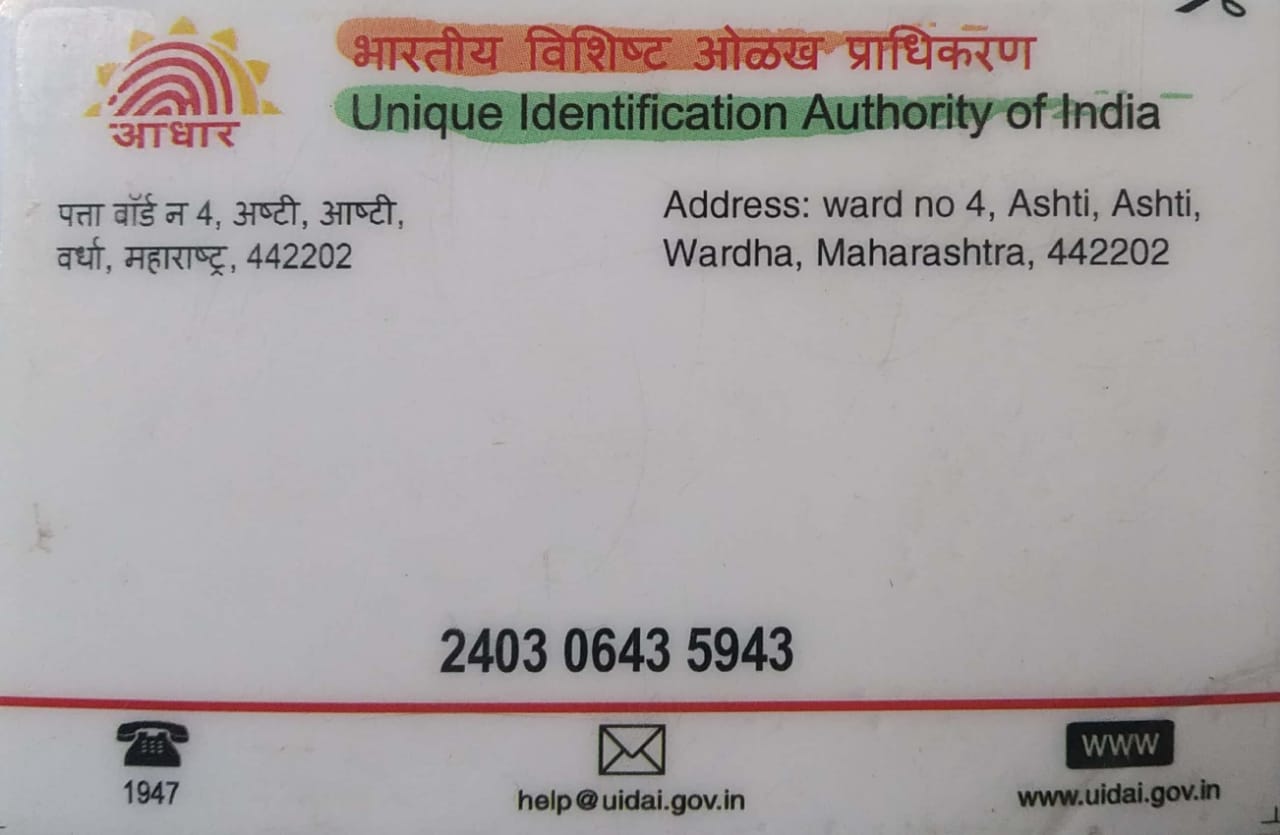 आधार
भारतीय विशिष्ट ओळख प्राधिकरण
Unique Identification Authority of India
पत्ता वॉर्ड न 4, अष्टी, आष्टी,
वर्धा, महाराष्ट्र, 442202
Address: ward no 4, Ashti, Ashti,
Wardha, Maharashtra, 442202
2403 0643 5943
1947
help@uidai.gov.in
WWW
www.uidai.gov.in